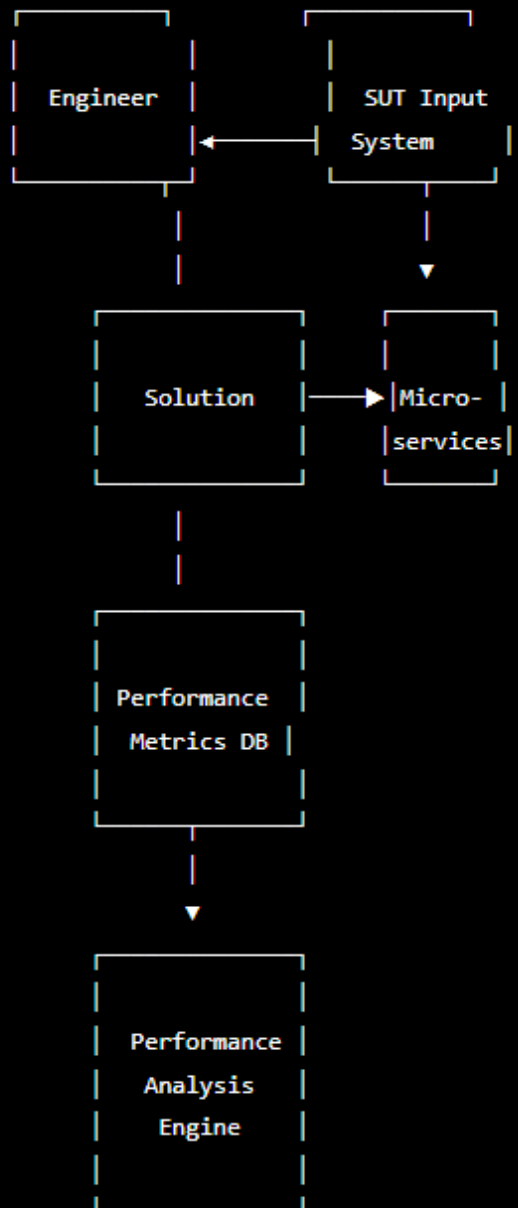 Engineer
SUT Input
System
Solution
Micro-
services
Performance
Metrics DB
Performance
Analysis
Engine